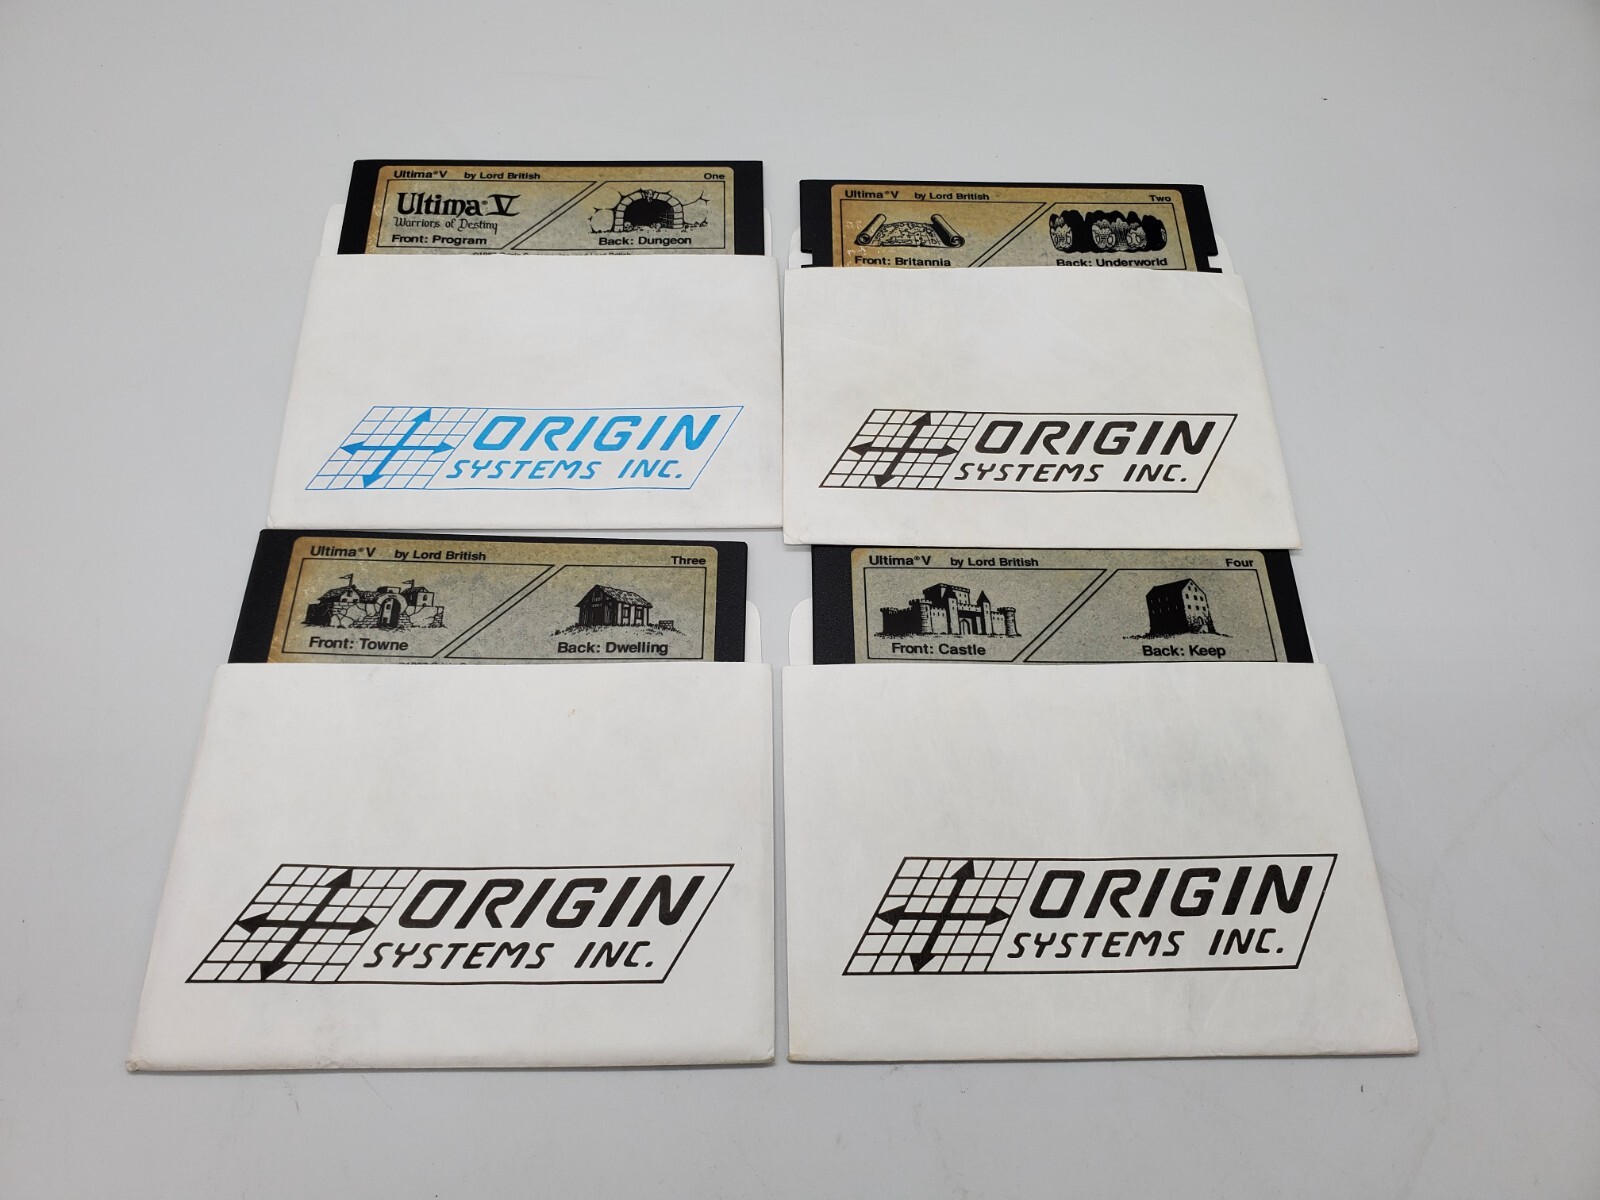 Ultima® V by Lord British One
Ultima® V
Warriors of Destiny
Front: Program
Back: Dungeon
ORIGIN
SYSTEMS INC.
Ultima® V by Lord British Two
Front: Britannia
Back: Underworld
ORIGIN
SYSTEMS INC.
Ultima® V by Lord British Three
Front: Towne
Back: Dwelling
ORIGIN
SYSTEMS INC.
Ultima® V by Lord British Four
Front: Castle
Back: Keep
ORIGIN
SYSTEMS INC.